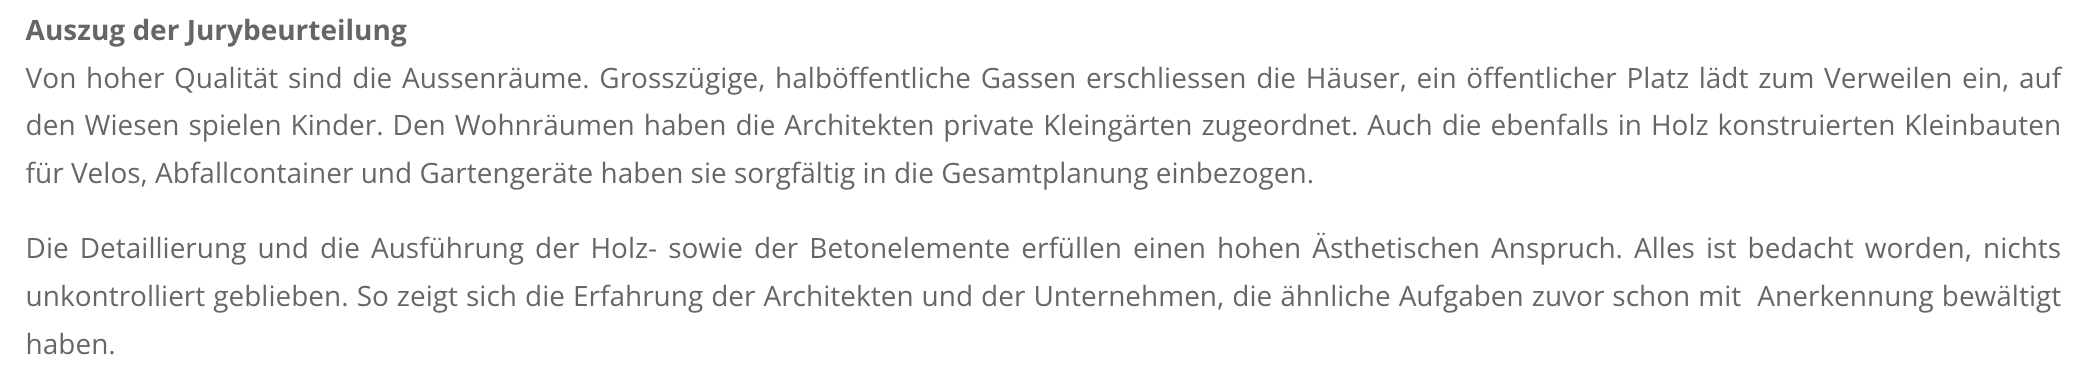 Auszug der Jurybeurteilung
Von hoher Qualität sind die Aussenräume. Grosszügige, halböffentliche Gassen erschliessen die Häuser, ein öffentlicher Platz lädt zum Verweilen ein, auf
den Wiesen spielen Kinder. Den Wohnräumen haben die Architekten private Kleingärten zugeordnet. Auch die ebenfalls in Holz konstruierten Kleinbauten
für Velos, Abfallcontainer und Gartengeräte haben sie sorgfältig in die Gesamtplanung einbezogen.
Die Detaillierung und die Ausführung der Holz- sowie der Betonelemente erfüllen einen hohen Ästhetischen Anspruch. Alles ist bedacht worden, nichts
unkontrolliert geblieben. So zeigt sich die Erfahrung der Architekten und der Unternehmen, die ähnliche Aufgaben zuvor schon mit  Anerkennung bewältigt
haben.